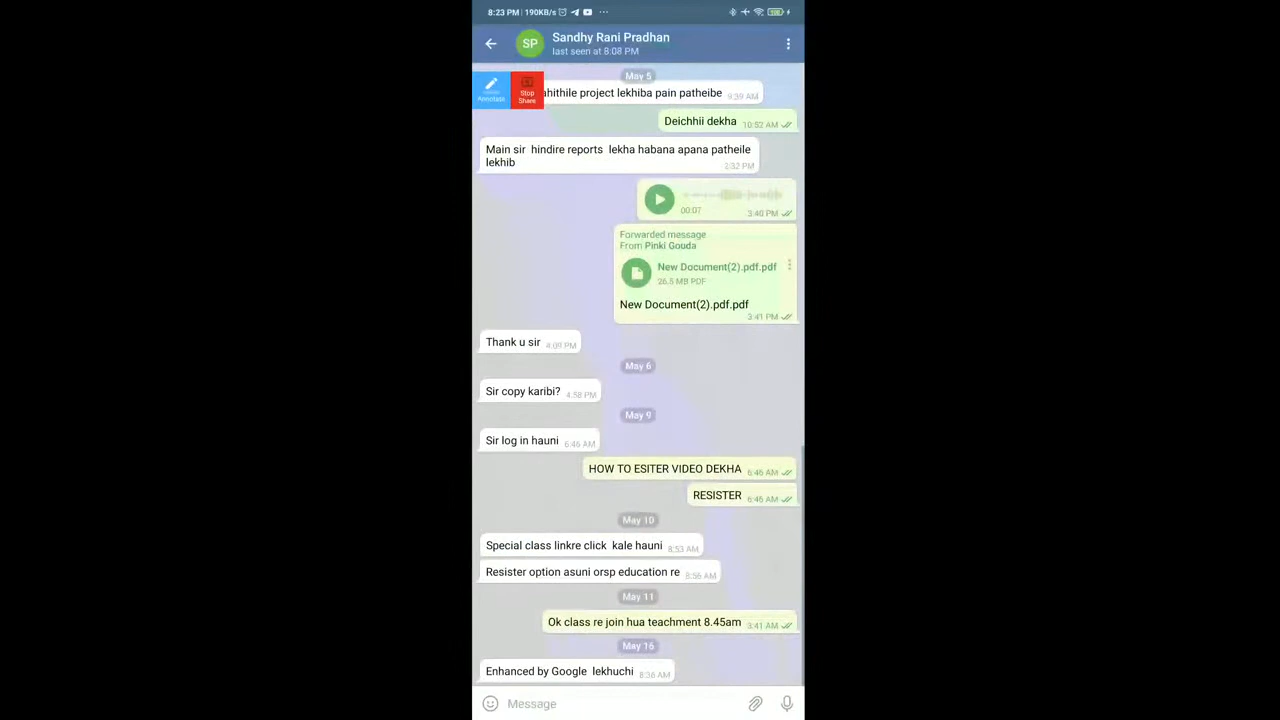 8:23 PM | 190KB/s ...
SP
Sandhy Rani Pradhan
last seen at 8:08 PM
May 5
Annotate
Stop
Share
ahithile project lekhiba pain patheibe 9:39 AM
Deichhii dekha 10:52 AM
Main sir hindire reports lekha habana apana patheile
lekhib
2:32 PM
00:07 3:40 PM
Forwarded message
From Pinki Gouda
New Document(2).pdf.pdf
26.5 MB PDF
New Document(2).pdf.pdf
3:41 PM
Thank u sir 4:09 PM
May 6
Sir copy karibi? 4:58 PM
May 9
Sir log in hauni 6:46 AM
HOW TO ESITER VIDEO DEKHA 6:46 AM
RESISTER 6:46 AM
May 10
Special class linkre click kale hauni 8:53 AM
Resister option asuni orsp education re 8:56 AM
May 11
Ok class re join hua teachment 8.45am 3:41 AM
May 16
Enhanced by Google lekhuchi 8:36 AM
Message